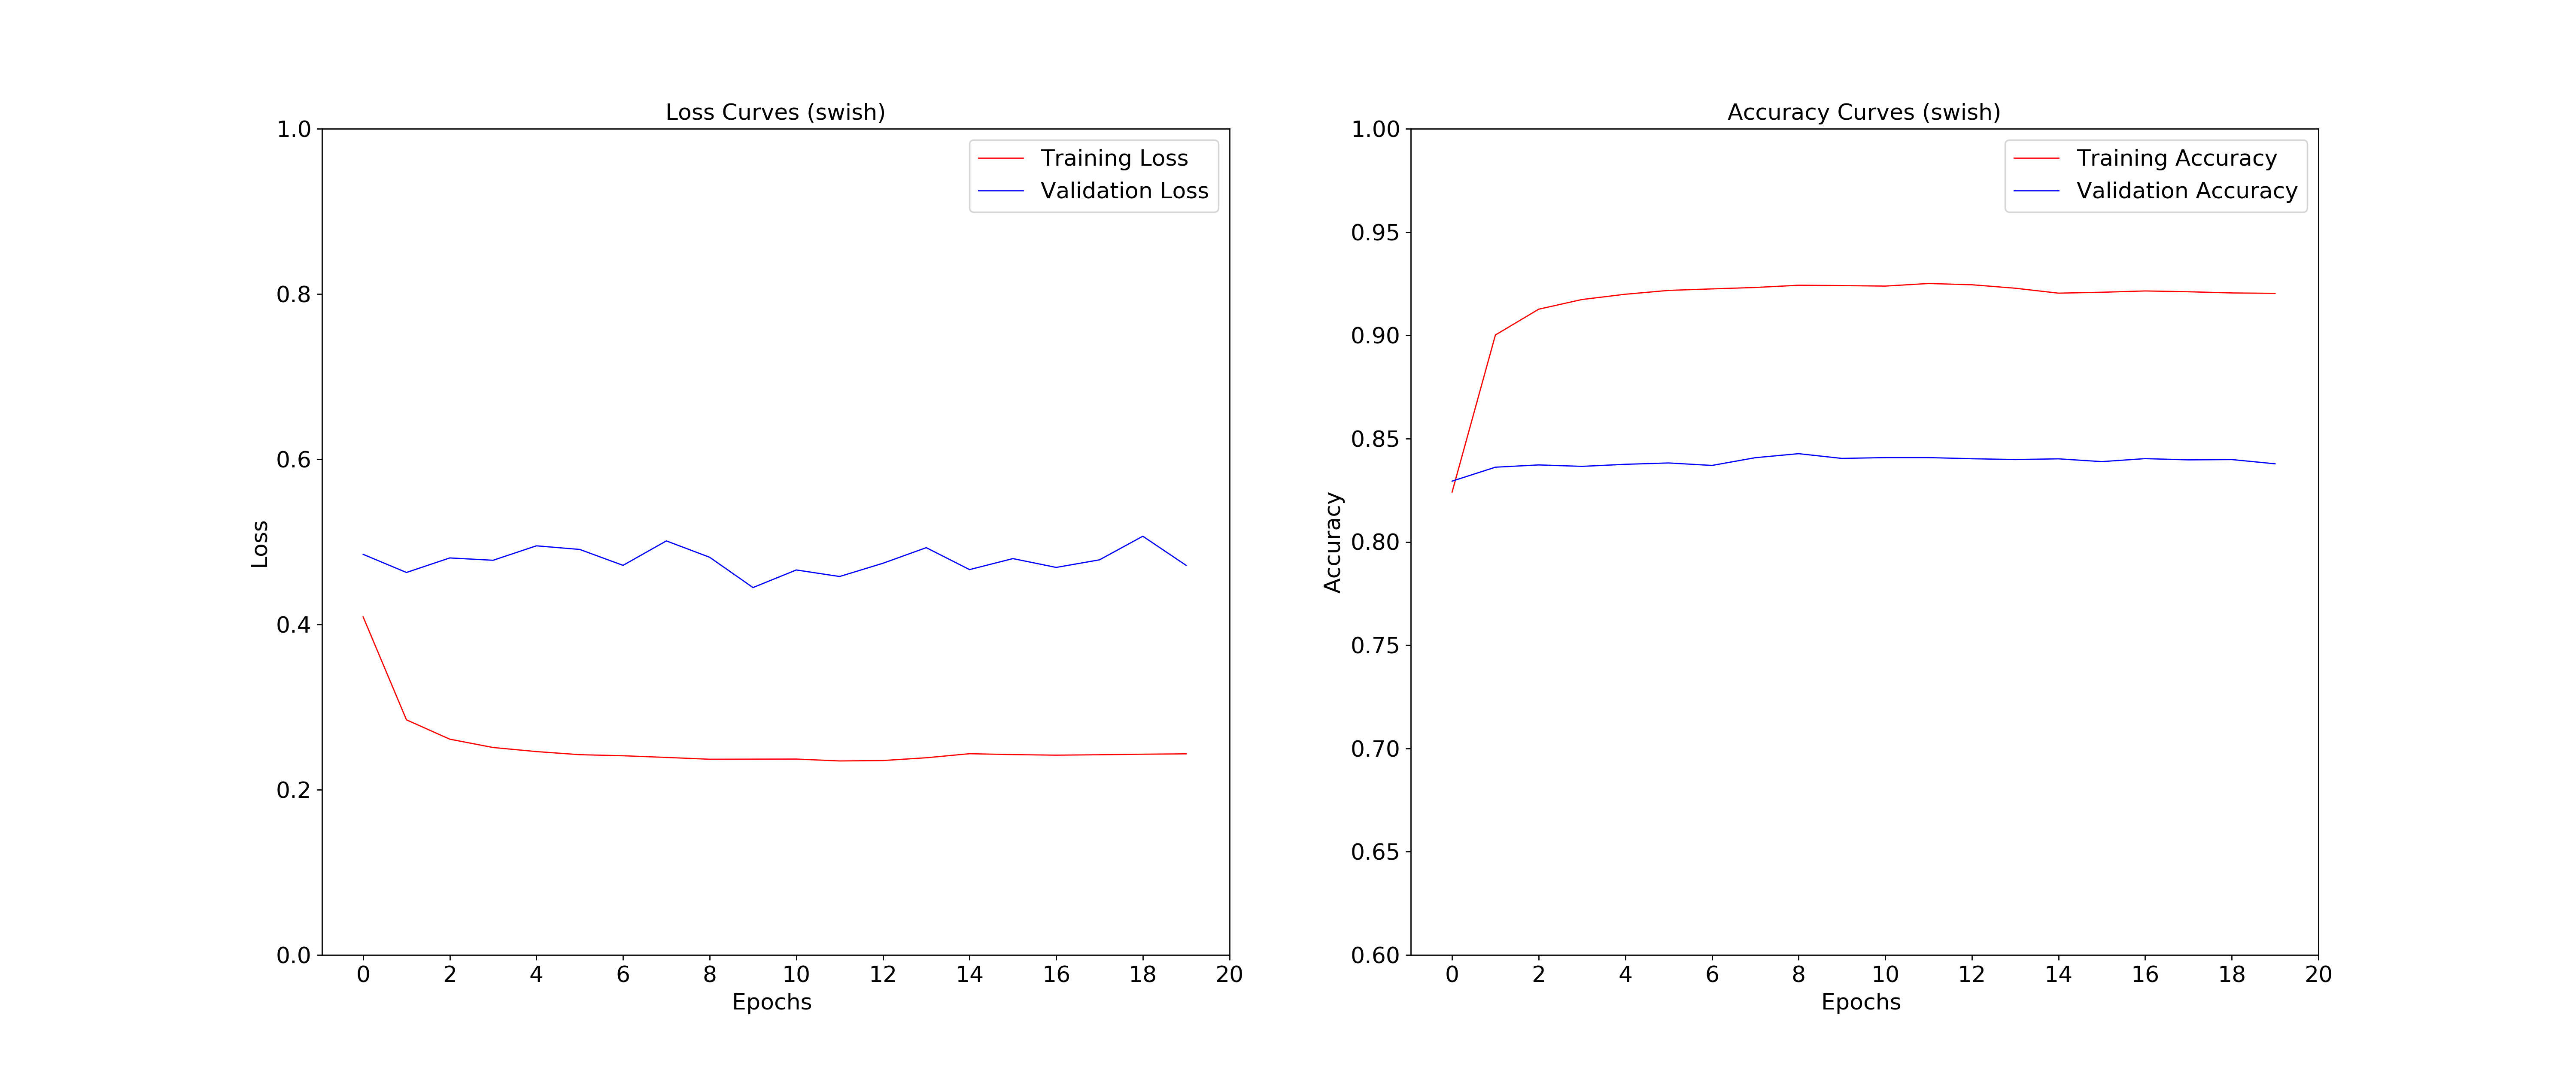 Loss Curves (swish)
1.0
0.8
0.6
0.4
0.2
0.0
Loss
Training Loss
Validation Loss
0 2 4 6 8 10 12 14 16 18 20
Epochs
Accuracy Curves (swish)
1.00
0.95
0.90
0.85
0.80
0.75
0.70
0.65
0.60
Accuracy
Training Accuracy
Validation Accuracy
0 2 4 6 8 10 12 14 16 18 20
Epochs